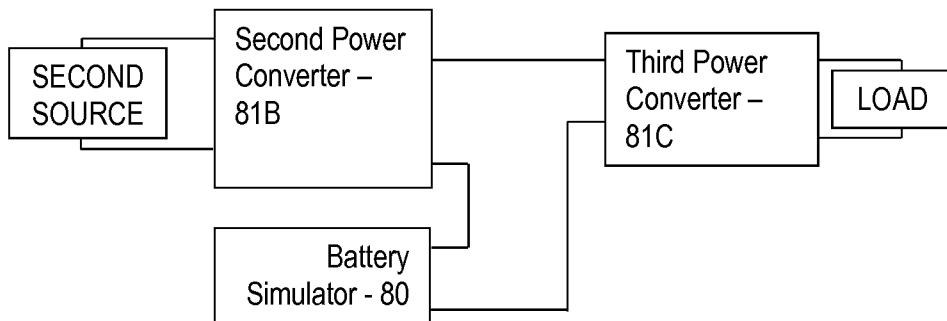 SECOND
SOURCE
Second Power
Converter –
81B
Third Power
Converter –
81C
LOAD
Battery
Simulator - 80